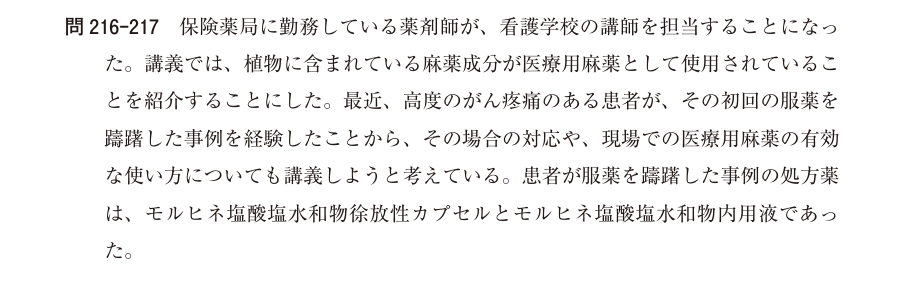 問 216−217 保険薬局に勤務している薬剤師が、看護学校の講師を担当することになっ
た。講義では、植物に含まれている麻薬成分が医療用麻薬として使用されているこ
とを紹介することにした。最近、高度のがん疼痛のある患者が、その初回の服薬を
躊躇した事例を経験したことから、その場合の対応や、現場での医療用麻薬の有効
な使い方についても講義しようと考えている。患者が服薬を躊躇した事例の処方薬
は、モルヒネ塩酸塩水和物徐放性カプセルとモルヒネ塩酸塩水和物内用液であっ
た。